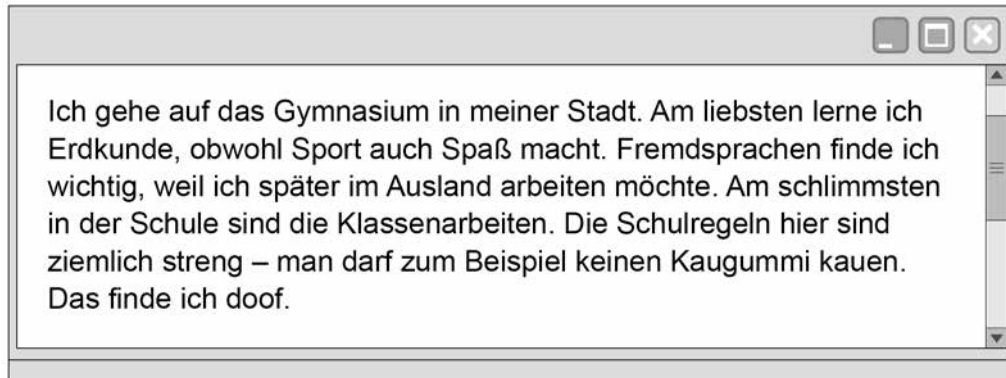 Ich gehe auf das Gymnasium in meiner Stadt. Am liebsten lerne ich
Erdkunde, obwohl Sport auch Spaß macht. Fremdsprachen finde ich
wichtig, weil ich später im Ausland arbeiten möchte. Am schlimmsten
in der Schule sind die Klassenarbeiten. Die Schulregeln hier sind
ziemlich streng – man darf zum Beispiel keinen Kaugummi kauen.
Das finde ich doof.